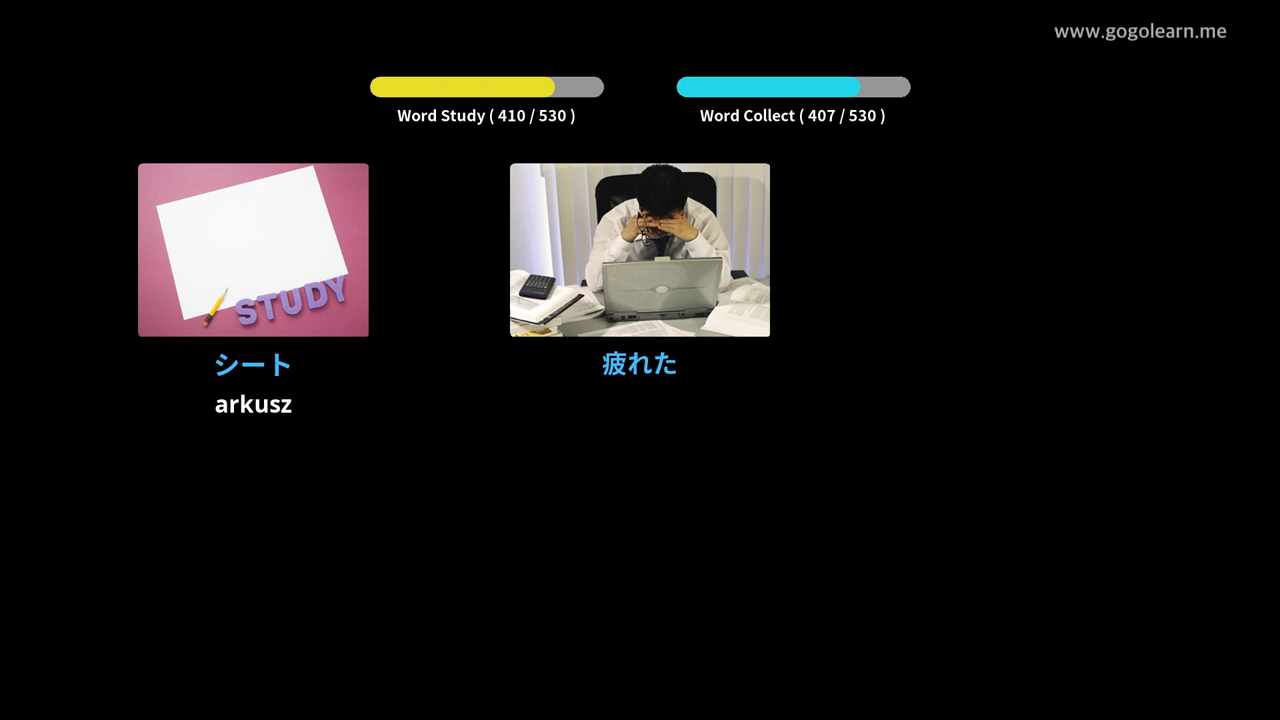 www.gogolearn.me
Word Study ( 410 / 530 )
Word Collect ( 407 / 530 )
STUDY
シート
疲れた
arkusz